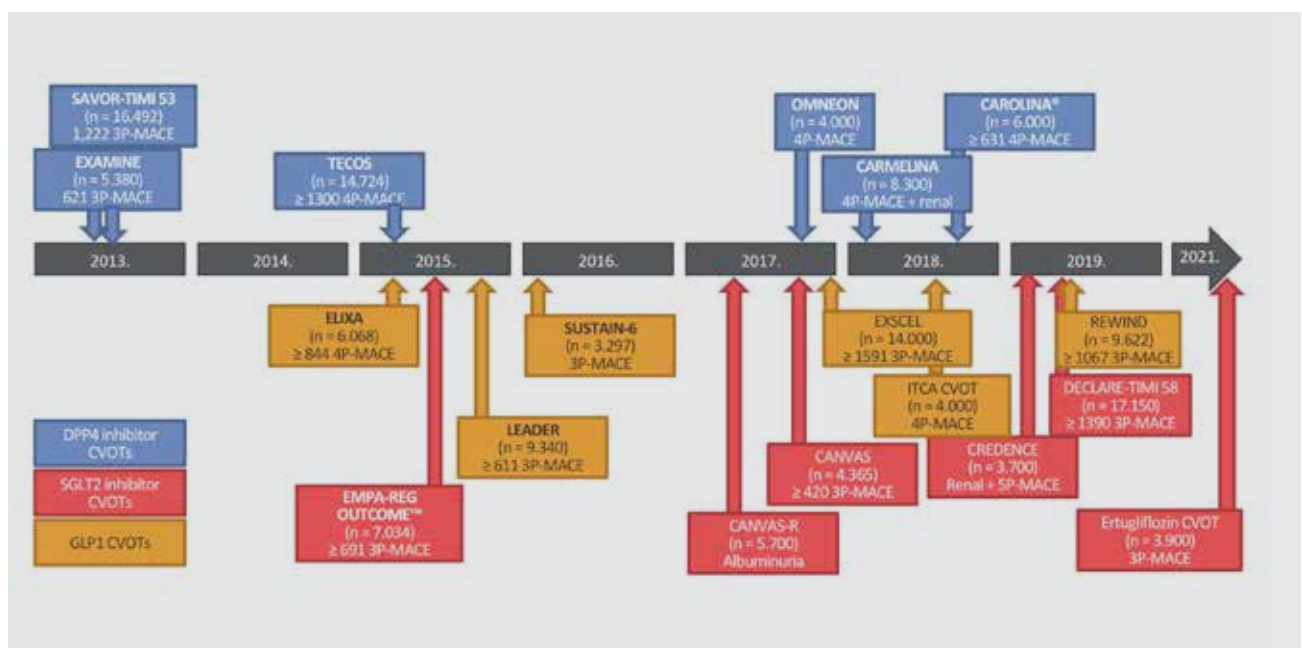 SAVOR-TIMI 53
(n = 16.492)
1,222 3P-MACE
EXAMINE
(n = 5.380)
621 3P-MACE
TECOS
(n = 14.724)
≥ 1300 4P-MACE
OMNEON
(n = 4.000)
4P-MACE
CARMELINA
(n = 8.300)
4P-MACE + renal
CAROLINA®
(n = 6.000)
≥ 631 4P-MACE
2013.
2014.
2015.
2016.
2017.
2018.
2019.
2021.
ELIXA
(n = 6.068)
≥ 844 4P-MACE
SUSTAIN-6
(n = 3.297)
3P-MACE
EXSCEL
(n = 14.000)
≥ 1591 3P-MACE
REWIND
(n = 9.622)
≥ 1067 3P-MACE
ITCA CVOT
(n = 4.000)
4P-MACE
DECLARE-TIMI 58
(n = 17.150)
≥ 1390 3P-MACE
LEADER
(n = 9.340)
≥ 611 3P-MACE
CANVAS
(n = 4.365)
≥ 420 3P-MACE
CREDENCE
(n = 3.700)
Renal + 5P-MACE
EMPA-REG
OUTCOME™
(n = 7.034)
≥ 691 3P-MACE
CANVAS-R
(n = 5.700)
Albuminuria
Ertugliflozin CVOT
(n = 3.900)
3P-MACE
DPP4 inhibitor
CVOTs
SGLT2 inhibitor
CVOTs
GLP1 CVOTs